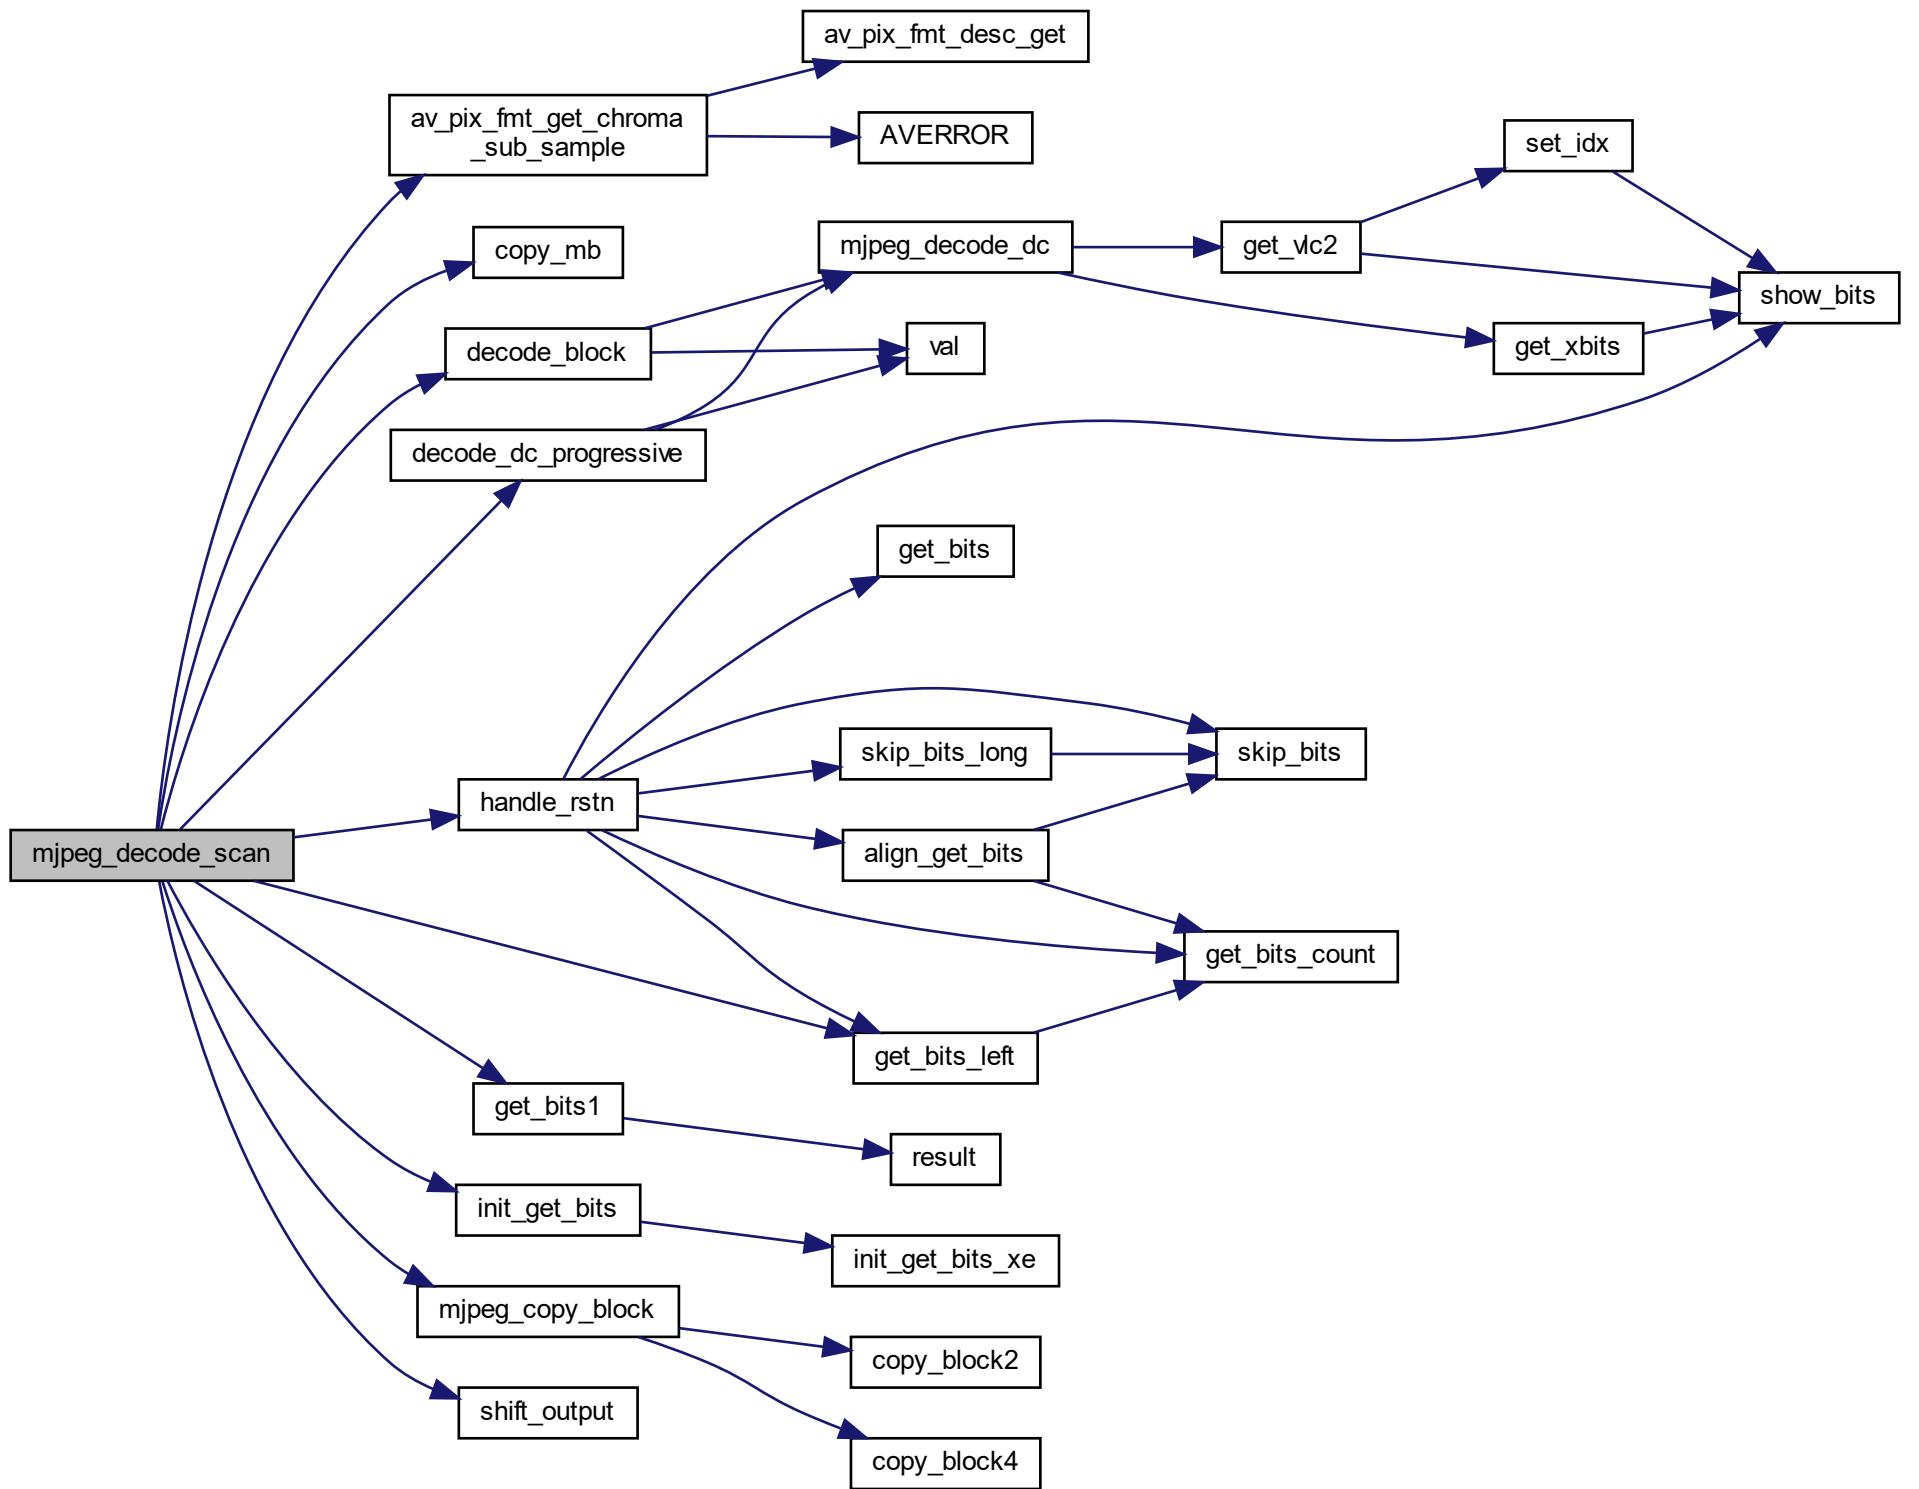 av_pix_fmt_desc_get
av_pix_fmt_get_chroma
_sub_sample
AVERROR
set_idx
copy_mb
mjpeg_decode_dc
get_vlc2
show_bits
decode_block
val
get_xbits
decode_dc_progressive
get_bits
skip_bits_long
skip_bits
handle_rstn
mjpeg_decode_scan
align_get_bits
get_bits_count
get_bits_left
get_bits1
result
init_get_bits
init_get_bits_xe
mjpeg_copy_block
copy_block2
shift_output
copy_block4